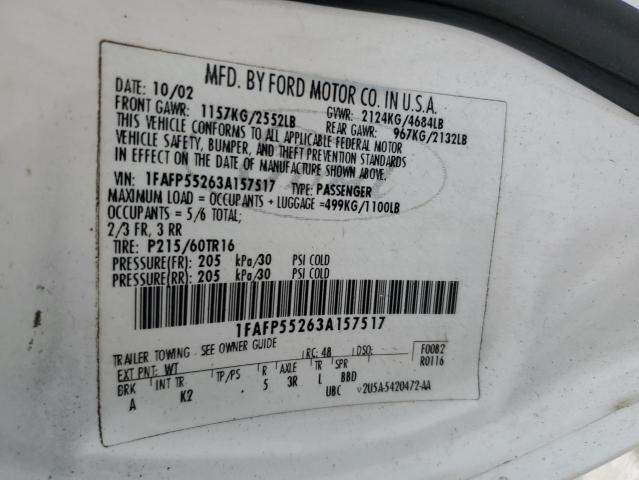 MFD. BY FORD MOTOR CO. IN U.S.A.
DATE: 10/02 GVWR: 2124KG/4684LB
FRONT GAWR: 1157KG/2552LB REAR GAWR: 967KG/2132LB
THIS VEHICLE CONFORMS TO ALL APPLICABLE FEDERAL MOTOR
VEHICLE SAFETY, BUMPER, AND THEFT PREVENTION STANDARDS
IN EFFECT ON THE DATE OF MANUFACTURE SHOWN ABOVE.
VIN: 1FAFP55263A157517 TYPE: PASSENGER
MAXIMUM LOAD = OCCUPANTS + LUGGAGE =499KG/1100LB
OCCUPANTS = 5/6 TOTAL;
2/3 FR, 3 RR
TIRE: P215/60TR16
PRESSURE(FR): 205 kPa/30 PSI COLD
PRESSURE(RR): 205 kPa/30 PSI COLD
1FAFP55263A157517
TRAILER TOWING - SEE OWNER GUIDE
EXT PNT: WT RC: 48 DSO: F0082
BRK INT TR TP/PS R AXLE TR SPR R0116
A K2 5 3R L BBD
UBC v2U5A-5420472-AA